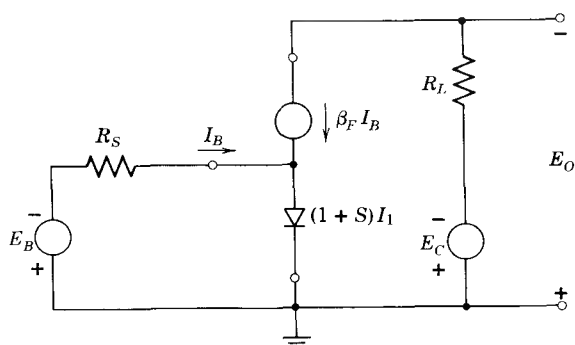 −
R_L
β_F I_B
R_S
I_B
E_O
(1 + S)I_1
−
E_B
+
−
E_C
+
+